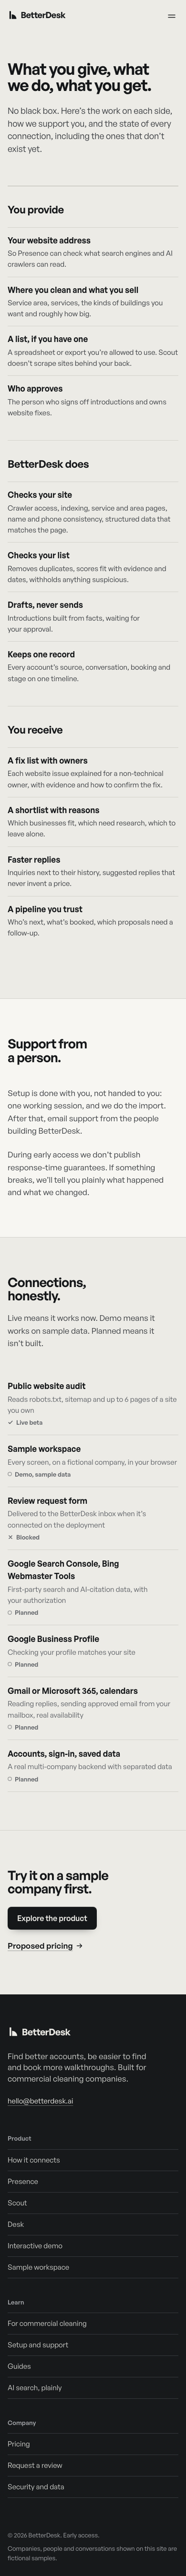 BetterDesk
What you give, what
we do, what you get.
No black box. Here's the work on each side,
how we support you, and the state of every
connection, including the ones that don't
exist yet.
You provide
Your website address
So Presence can check what search engines and AI
crawlers can read.
Where you clean and what you sell
Service area, services, the kinds of buildings you
want and roughly how big.
A list, if you have one
A spreadsheet or export you're allowed to use. Scout
doesn't scrape sites behind your back.
Who approves
The person who signs off introductions and owns
website fixes.
BetterDesk does
Checks your site
Crawler access, indexing, service and area pages,
name and phone consistency, structured data that
matches the page.
Checks your list
Removes duplicates, scores fit with evidence and
dates, withholds anything suspicious.
Drafts, never sends
Introductions built from facts, waiting for
your approval.
Keeps one record
Every account's source, conversation, booking and
stage on one timeline.
You receive
A fix list with owners
Each website issue explained for a non-technical
owner, with evidence and how to confirm the fix.
A shortlist with reasons
Which businesses fit, which need research, which to
leave alone.
Faster replies
Inquiries next to their history, suggested replies that
never invent a price.
A pipeline you trust
Who's next, what's booked, which proposals need a
follow-up.
Support from
a person.
Setup is done with you, not handed to you:
one working session, and we do the import.
After that, email support from the people
building BetterDesk.
During early access we don't publish
response-time guarantees. If something
breaks, we'll tell you plainly what happened
and what we changed.
Connections,
honestly.
Live means it works now. Demo means it
works on sample data. Planned means it
isn't built.
Public website audit
Reads robots.txt, sitemap and up to 6 pages of a site
you own
Live beta
Sample workspace
Every screen, on a fictional company, in your browser
Demo, sample data
Review request form
Delivered to the BetterDesk inbox when it's
connected on the deployment
Blocked
Google Search Console, Bing
Webmaster Tools
First-party search and AI-citation data, with
your authorization
Planned
Google Business Profile
Checking your profile matches your site
Planned
Gmail or Microsoft 365, calendars
Reading replies, sending approved email from your
mailbox, real availability
Planned
Accounts, sign-in, saved data
A real multi-company backend with separated data
Planned
Try it on a sample
company first.
Explore the product
Proposed pricing →
BetterDesk
Find better accounts, be easier to find
and book more walkthroughs. Built for
commercial cleaning companies.
hello@betterdesk.ai
Product
How it connects
Presence
Scout
Desk
Interactive demo
Sample workspace
Learn
For commercial cleaning
Setup and support
Guides
AI search, plainly
Company
Pricing
Request a review
Security and data
© 2026 BetterDesk. Early access.
Companies, people and conversations shown on this site are
fictional samples.